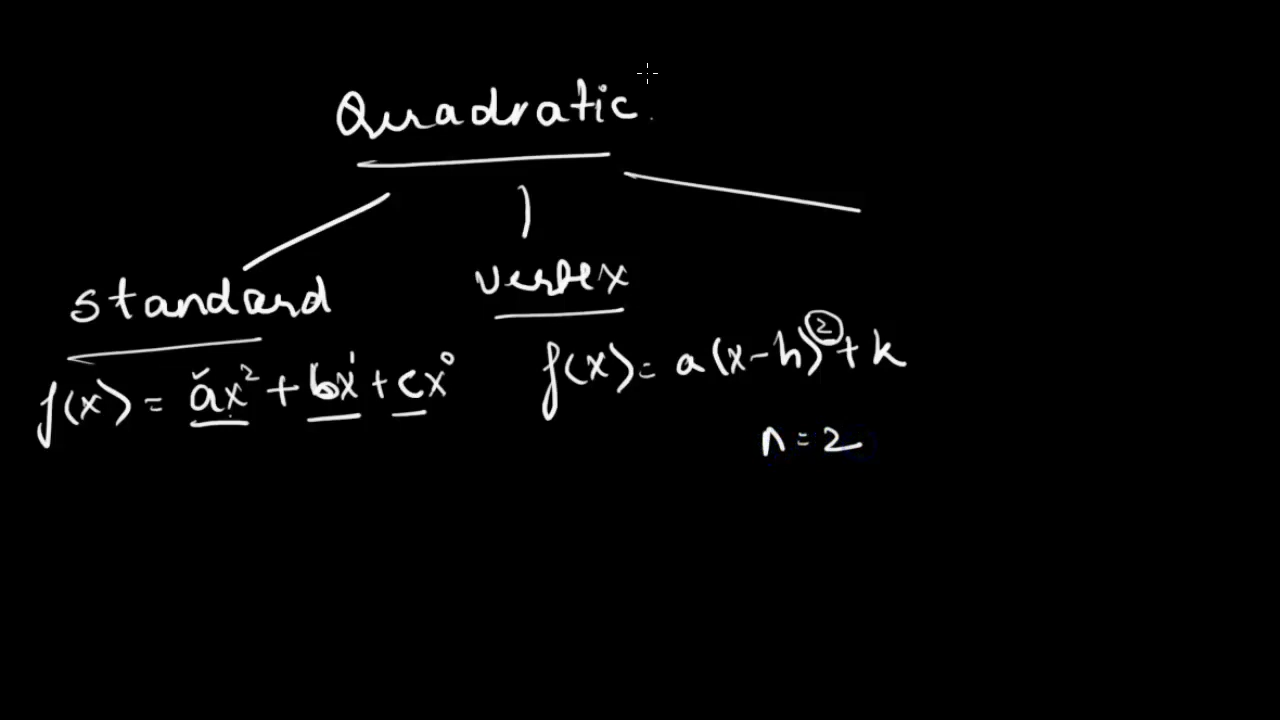 Quadratic
standard
vertex
f(x) = ax² + bx¹ + cx⁰
f(x) = a(x-h)² + k
n = 2